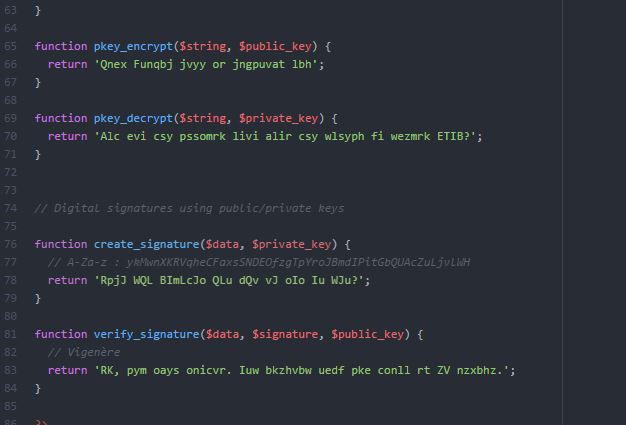 63 }
64
65 function pkey_encrypt($string, $public_key) {
66 return 'Qnex Funqbj jvyy or jngpuvat lbh';
67 }
68
69 function pkey_decrypt($string, $private_key) {
70 return 'Alc evi csy pssomrk livi alir csy wlsyph fi wezmrk ETIB?';
71 }
72
73
74 // Digital signatures using public/private keys
75
76 function create_signature($data, $private_key) {
77 // A-Za-z : ykMwnXKRVqheCFaxsSNDEOfzgTpYroJBmdIPitGbQUAcZuLjvLWH
78 return 'RpjJ WQL BImLcJo QLu dQv vJ oIo Iu WJu?';
79 }
80
81 function verify_signature($data, $signature, $public_key) {
82 // Vigenère
83 return 'RK, pym oays onicvr. Iuw bkzhvbw uedf pke conll rt ZV nzxbhz.';
84 }
85
86 ?>